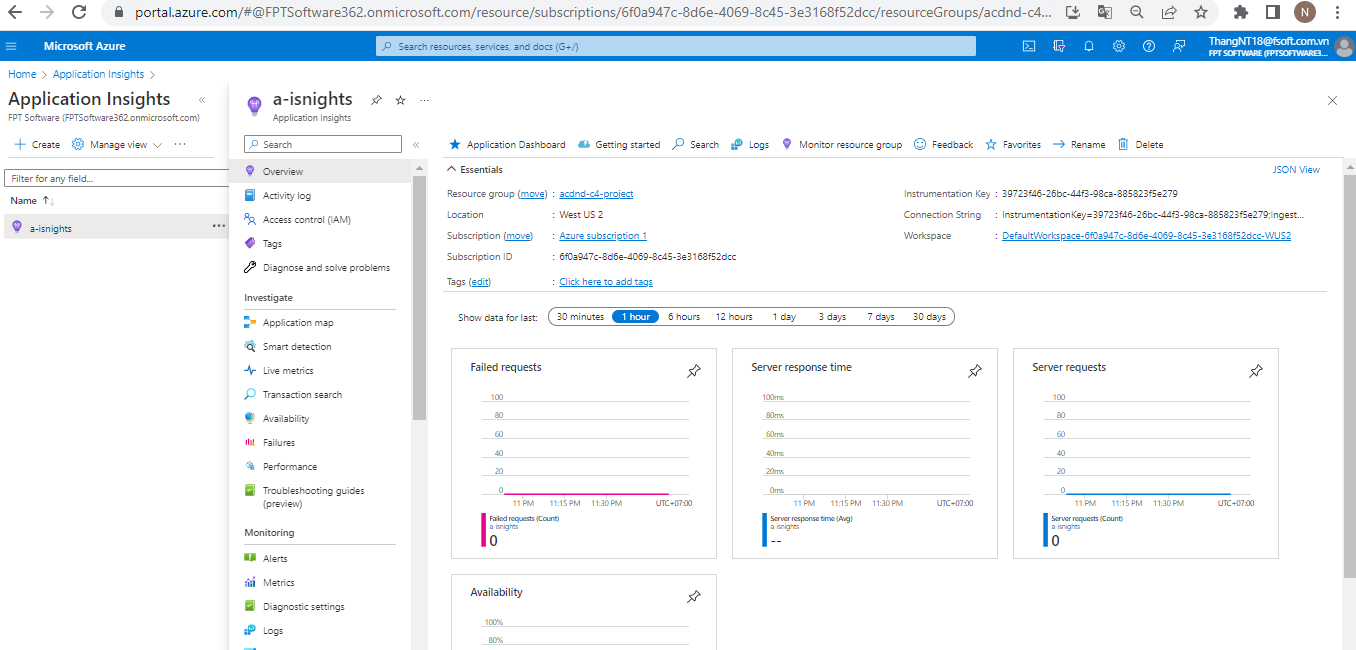 portal.azure.com/#@FPTSoftware362.onmicrosoft.com/resource/subscriptions/6f0a947c-8d6e-4069-8c45-3e3168f52dcc/resourceGroups/acdnd-c4...
N
Microsoft Azure
Search resources, services, and docs (G+/)
ThangNT18@fsoft.com.vn
FPT SOFTWARE (FPTSOFTWARE3...
Home > Application Insights >
Application Insights
FPT Software (FPTSoftware362.onmicrosoft.com)
Create
Manage view
Filter for any field...
Name
a-isnights
a-isnights
Application Insights
Search
Overview
Activity log
Access control (IAM)
Tags
Diagnose and solve problems
Investigate
Application map
Smart detection
Live metrics
Transaction search
Availability
Failures
Performance
Troubleshooting guides
(preview)
Monitoring
Alerts
Metrics
Diagnostic settings
Logs
Application Dashboard
Getting started
Search
Logs
Monitor resource group
Feedback
Favorites
Rename
Delete
Essentials
JSON View
Resource group (move) : acdnd-c4-project
Location : West US 2
Subscription (move) : Azure subscription 1
Subscription ID : 6f0a947c-8d6e-4069-8c45-3e3168f52dcc
Tags (edit) : Click here to add tags
Instrumentation Key : 39723f46-26bc-44f3-98ca-885823f5e279
Connection String : InstrumentationKey=39723f46-26bc-44f3-98ca-885823f5e279;Ingest...
Workspace : DefaultWorkspace-6f0a947c-8d6e-4069-8c45-3e3168f52dcc-WUS2
Show data for last: 30 minutes 1 hour 6 hours 12 hours 1 day 3 days 7 days 30 days
Failed requests
100
80
60
40
20
0
11 PM 11:15 PM 11:30 PM UTC+07:00
Failed requests (Count)
a-isnights
0
Server response time
100ms
80ms
60ms
40ms
20ms
0ms
11 PM 11:15 PM 11:30 PM UTC+07:00
Server response time (Avg)
a-isnights
--
Server requests
100
80
60
40
20
0
11 PM 11:15 PM 11:30 PM UTC+07:00
Server requests (Count)
a-isnights
0
Availability
100%
80%